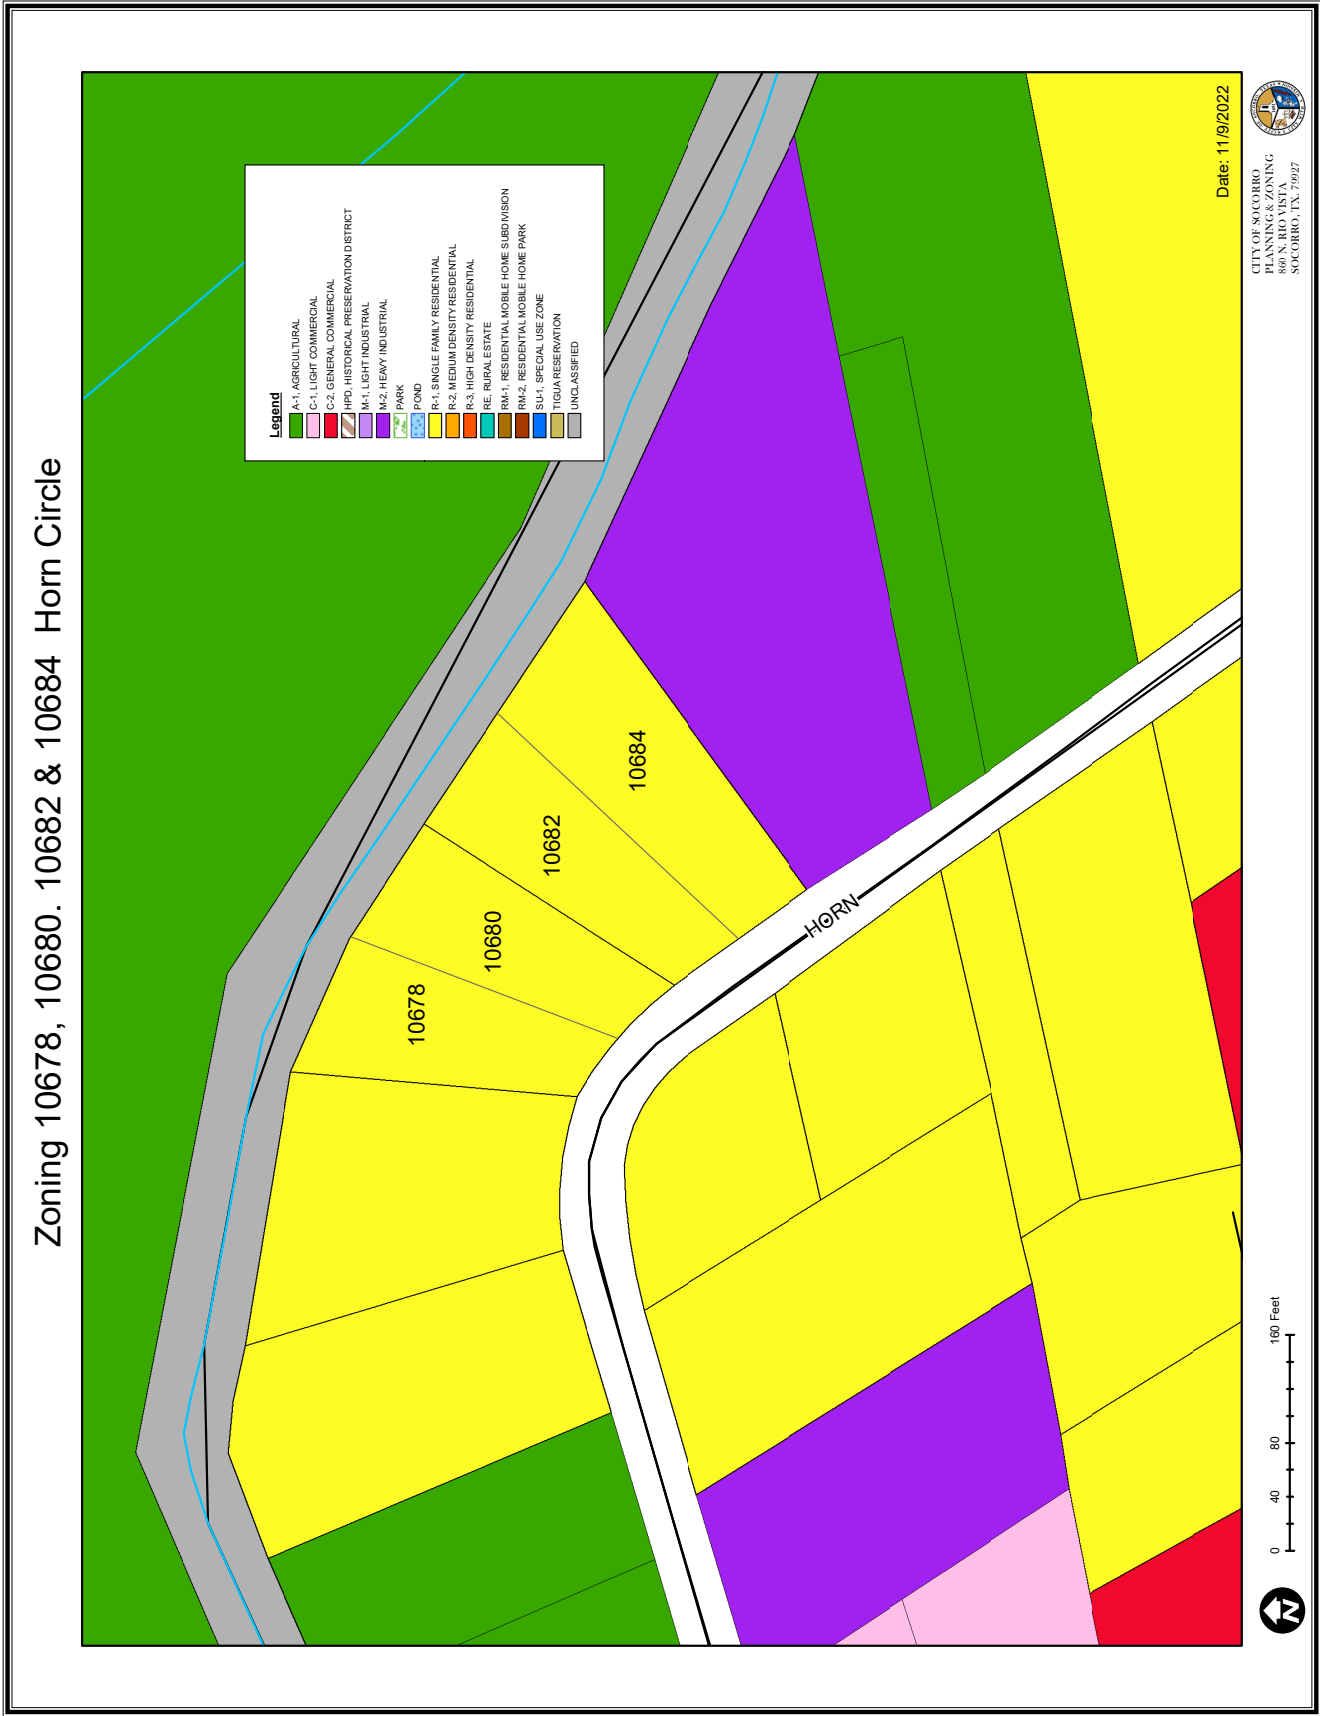 Zoning 10678, 10680. 10682 & 10684 Horn Circle
Legend
A-1, AGRICULTURAL
C-1, LIGHT COMMERCIAL
C-2, GENERAL COMMERCIAL
HPD, HISTORICAL PRESERVATION DISTRICT
M-1, LIGHT INDUSTRIAL
M-2, HEAVY INDUSTRIAL
PARK
POND
R-1, SINGLE FAMILY RESIDENTIAL
R-2, MEDIUM DENSITY RESIDENTIAL
R-3, HIGH DENSITY RESIDENTIAL
RE, RURAL ESTATE
RM-1, RESIDENTIAL MOBILE HOME SUBDIVISION
RM-2, RESIDENTIAL MOBILE HOME PARK
SU-1, SPECIAL USE ZONE
TIGUA RESERVATION
UNCLASSIFIED
10678
10680
10682
10684
HORN
Date: 11/9/2022
N
0 40 80 160 Feet
CITY OF SOCORRO
PLANNING & ZONING
860 N. RIO VISTA
SOCORRO, TX. 79927